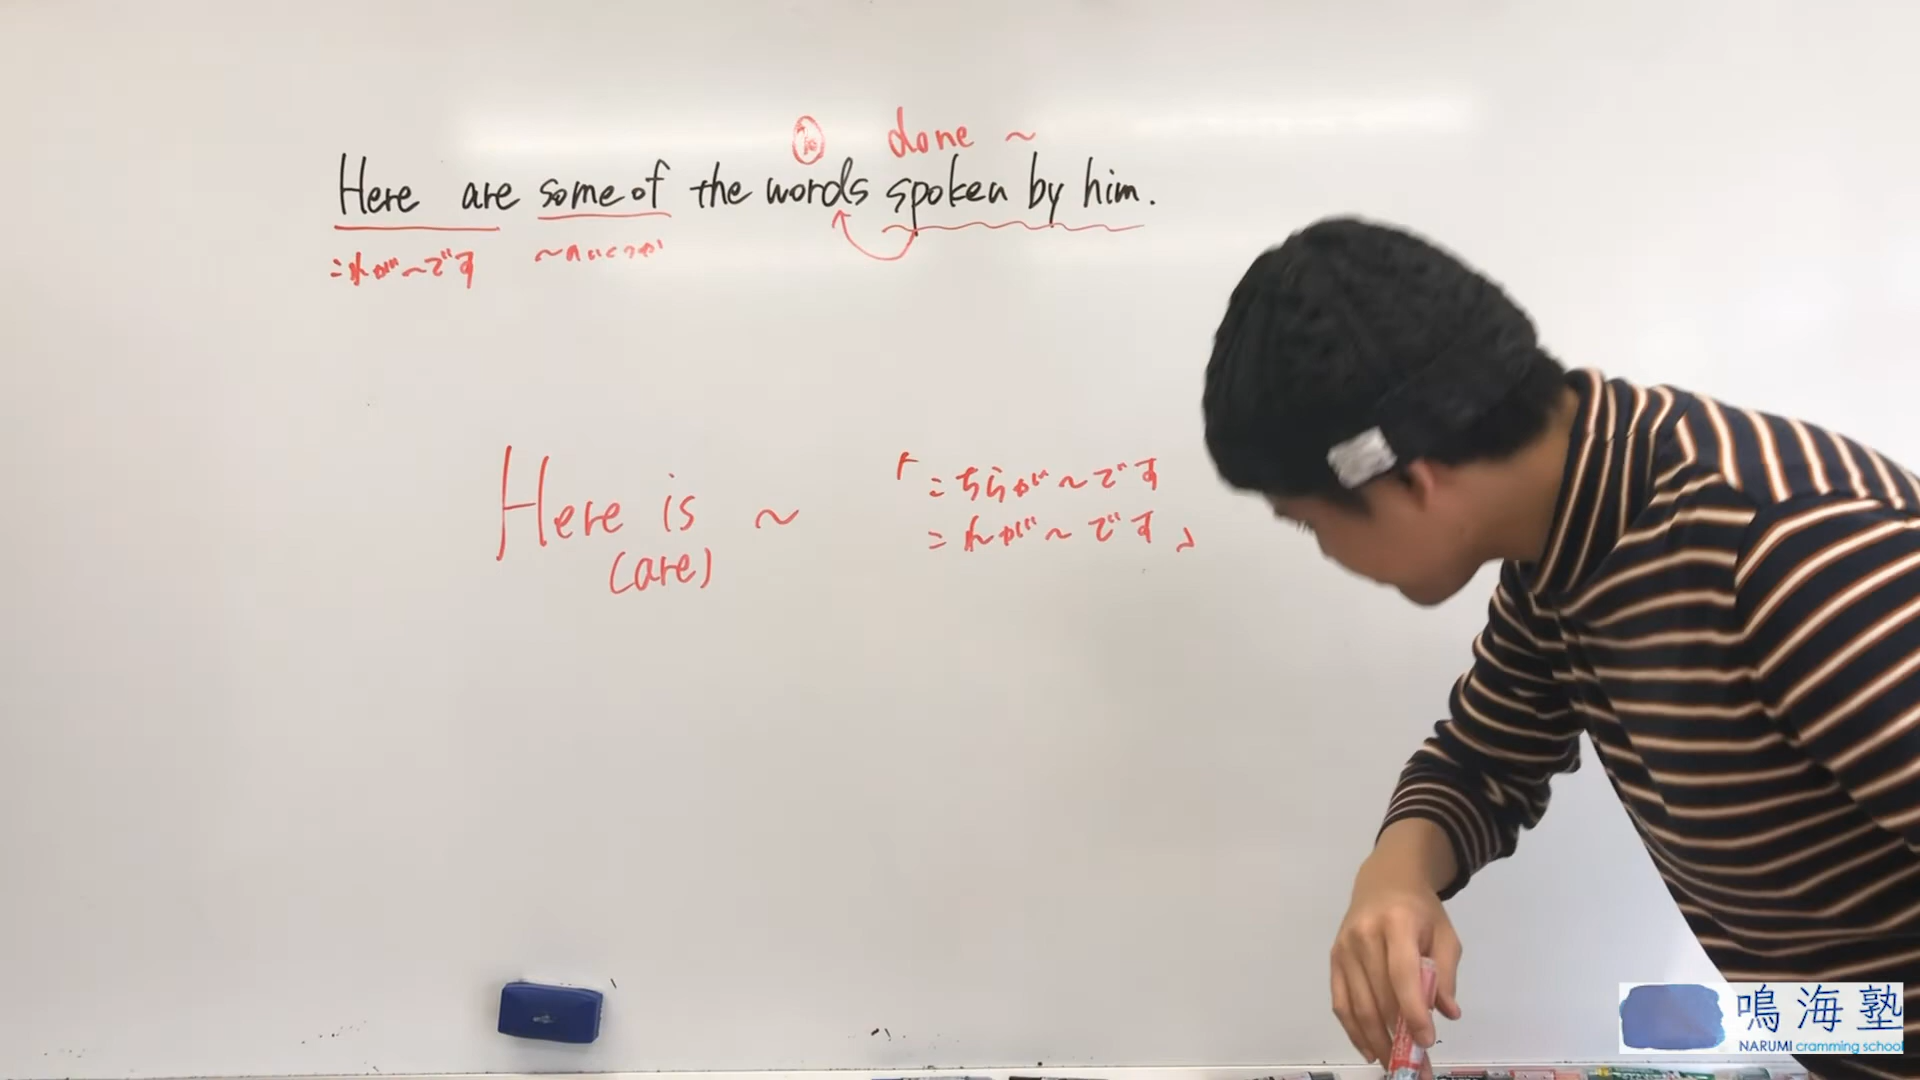 名 done ~
Here are some of the words spoken by him.
これが~です ~のいくつか
Here is ~ 「こちらが~です
(are) これが~です」
鳴海塾
NARUMI cramming school